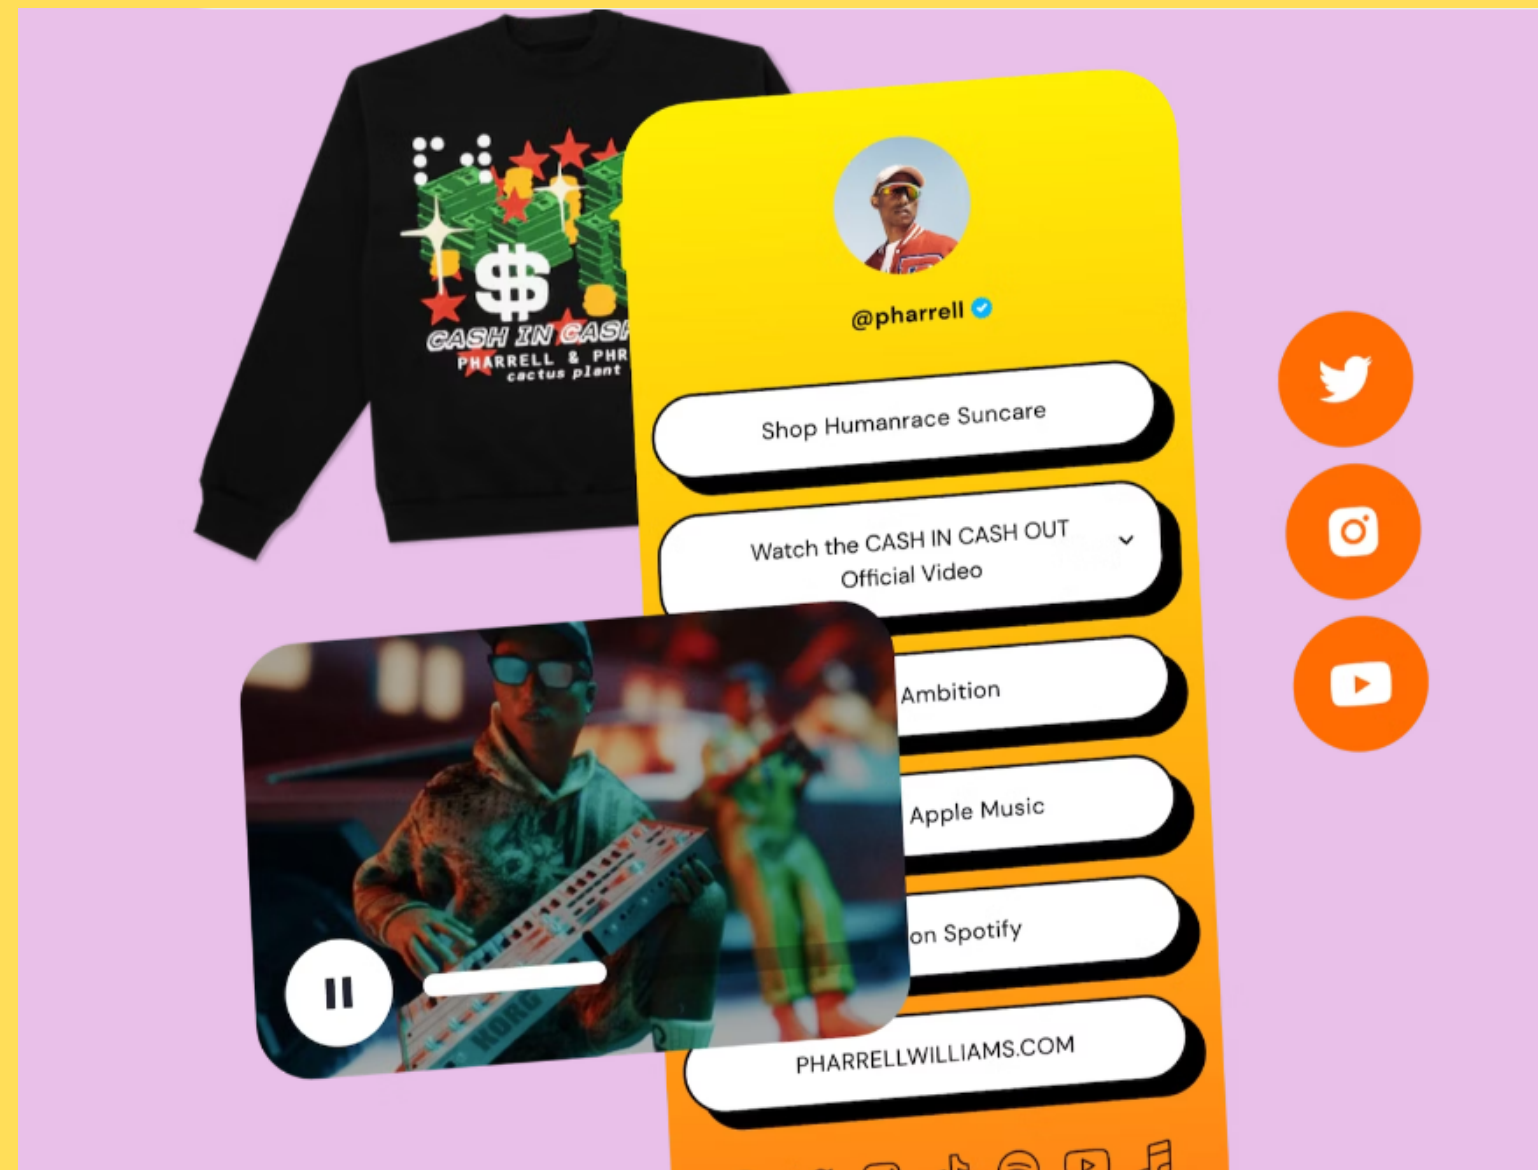 CASH IN CASH
PHARRELL & PHR
cactus plant
@pharrell
Shop Humanrace Suncare
Watch the CASH IN CASH OUT
Official Video
Ambition
Apple Music
on Spotify
PHARRELLWILLIAMS.COM
KORG